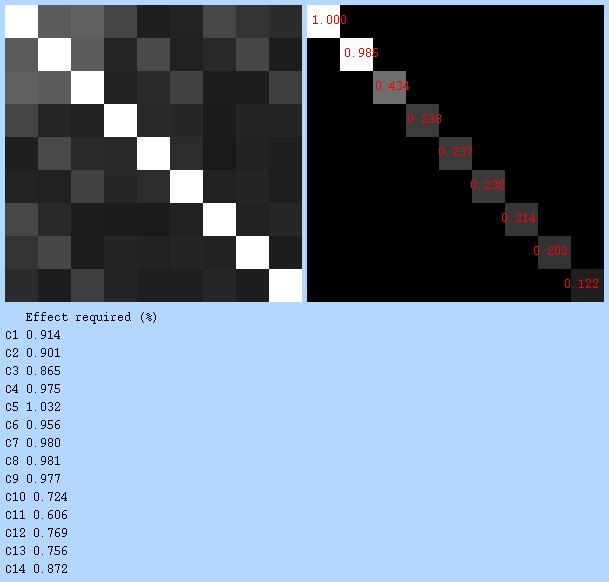 1.000
0.985
0.434
0.238
0.237
0.232
0.214
0.202
0.122
Effect required (%)
C1 0.914
C2 0.901
C3 0.865
C4 0.975
C5 1.032
C6 0.956
C7 0.980
C8 0.981
C9 0.977
C10 0.724
C11 0.606
C12 0.769
C13 0.756
C14 0.872